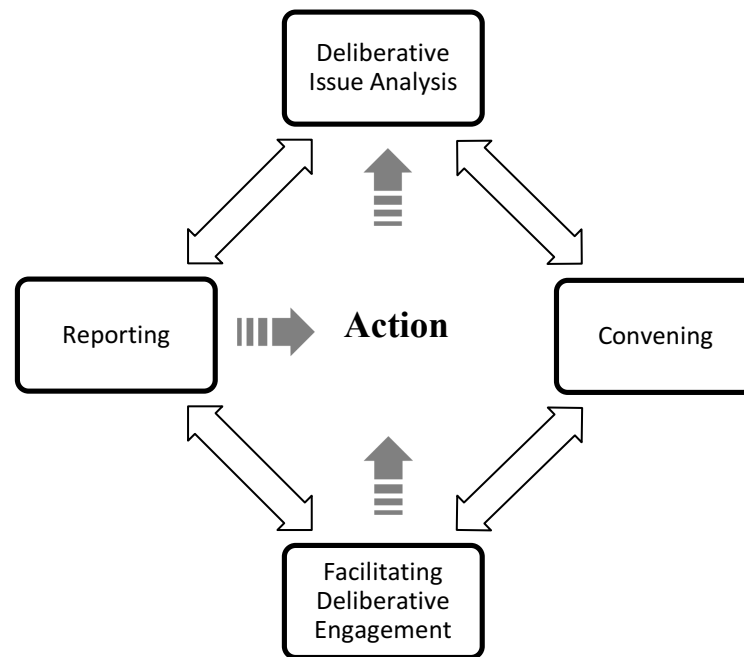 Deliberative
Issue Analysis
Reporting
Action
Convening
Facilitating
Deliberative
Engagement